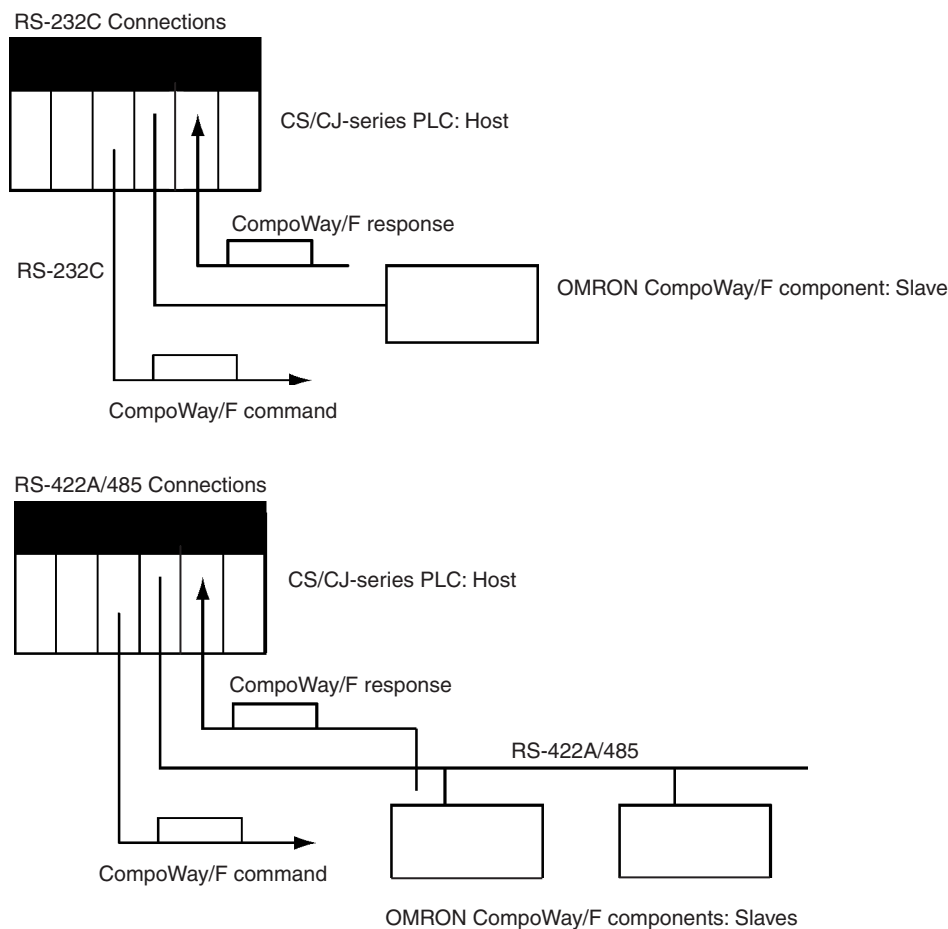 RS-232C Connections
CS/CJ-series PLC: Host
CompoWay/F response
RS-232C
OMRON CompoWay/F component: Slave
CompoWay/F command
RS-422A/485 Connections
CS/CJ-series PLC: Host
CompoWay/F response
RS-422A/485
CompoWay/F command
OMRON CompoWay/F components: Slaves